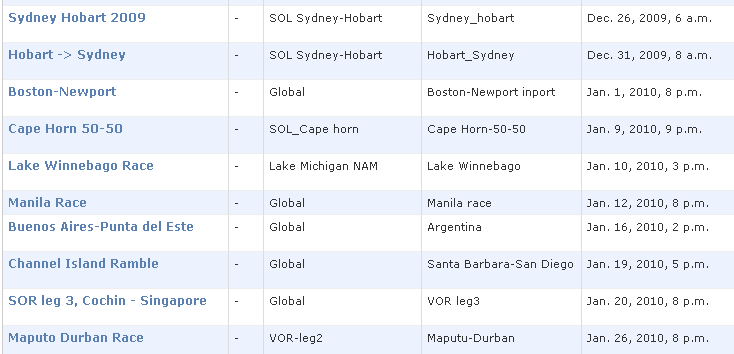 Sydney Hobart 2009 - SOL Sydney-Hobart Sydney_hobart Dec. 26, 2009, 6 a.m.
Hobart -> Sydney - SOL Sydney-Hobart Hobart_Sydney Dec. 31, 2009, 8 a.m.
Boston-Newport - Global Boston-Newport inport Jan. 1, 2010, 8 p.m.
Cape Horn 50-50 - SOL_Cape horn Cape Horn-50-50 Jan. 9, 2010, 9 p.m.
Lake Winnebago Race - Lake Michigan NAM Lake Winnebago Jan. 10, 2010, 3 p.m.
Manila Race - Global Manila race Jan. 12, 2010, 8 p.m.
Buenos Aires-Punta del Este - Global Argentina Jan. 16, 2010, 2 p.m.
Channel Island Ramble - Global Santa Barbara-San Diego Jan. 19, 2010, 5 p.m.
SOR leg 3, Cochin - Singapore - Global VOR leg3 Jan. 20, 2010, 8 p.m.
Maputo Durban Race - VOR-leg2 Maputu-Durban Jan. 26, 2010, 8 p.m.